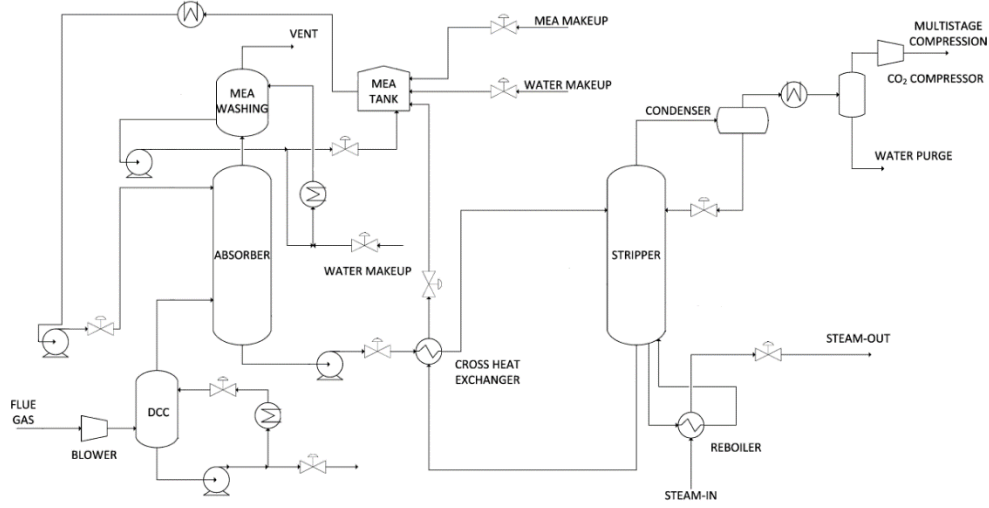 MEA MAKEUP
MULTISTAGE
COMPRESSION
VENT
CO₂ COMPRESSOR
MEA
TANK
WATER MAKEUP
MEA
WASHING
CONDENSER
WATER PURGE
ABSORBER
STRIPPER
WATER MAKEUP
STEAM-OUT
CROSS HEAT
EXCHANGER
FLUE
GAS
DCC
BLOWER
REBOILER
STEAM-IN